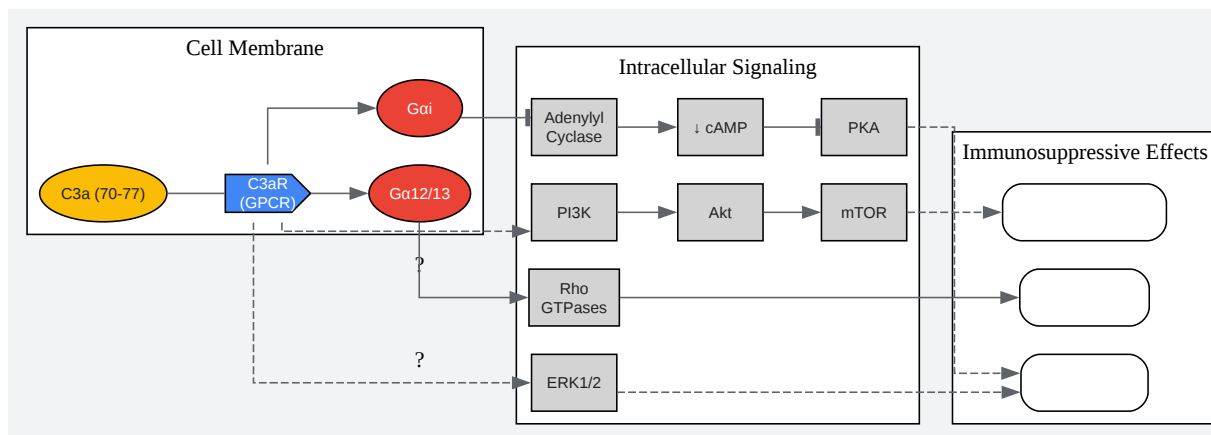 Cell Membrane
Intracellular Signaling
Immunosuppressive Effects
Gαi
Adenylyl
Cyclase
↓ cAMP
PKA
C3a (70-77)
C3aR
(GPCR)
Gα12/13
PI3K
Akt
mTOR
?
Rho
GTPases
?
ERK1/2